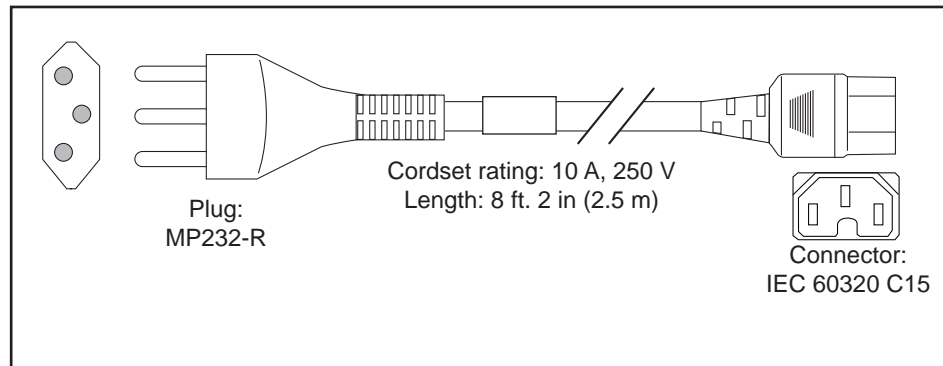 Cordset rating: 10 A, 250 V
Length: 8 ft. 2 in (2.5 m)
Plug:
MP232-R
Connector:
IEC 60320 C15